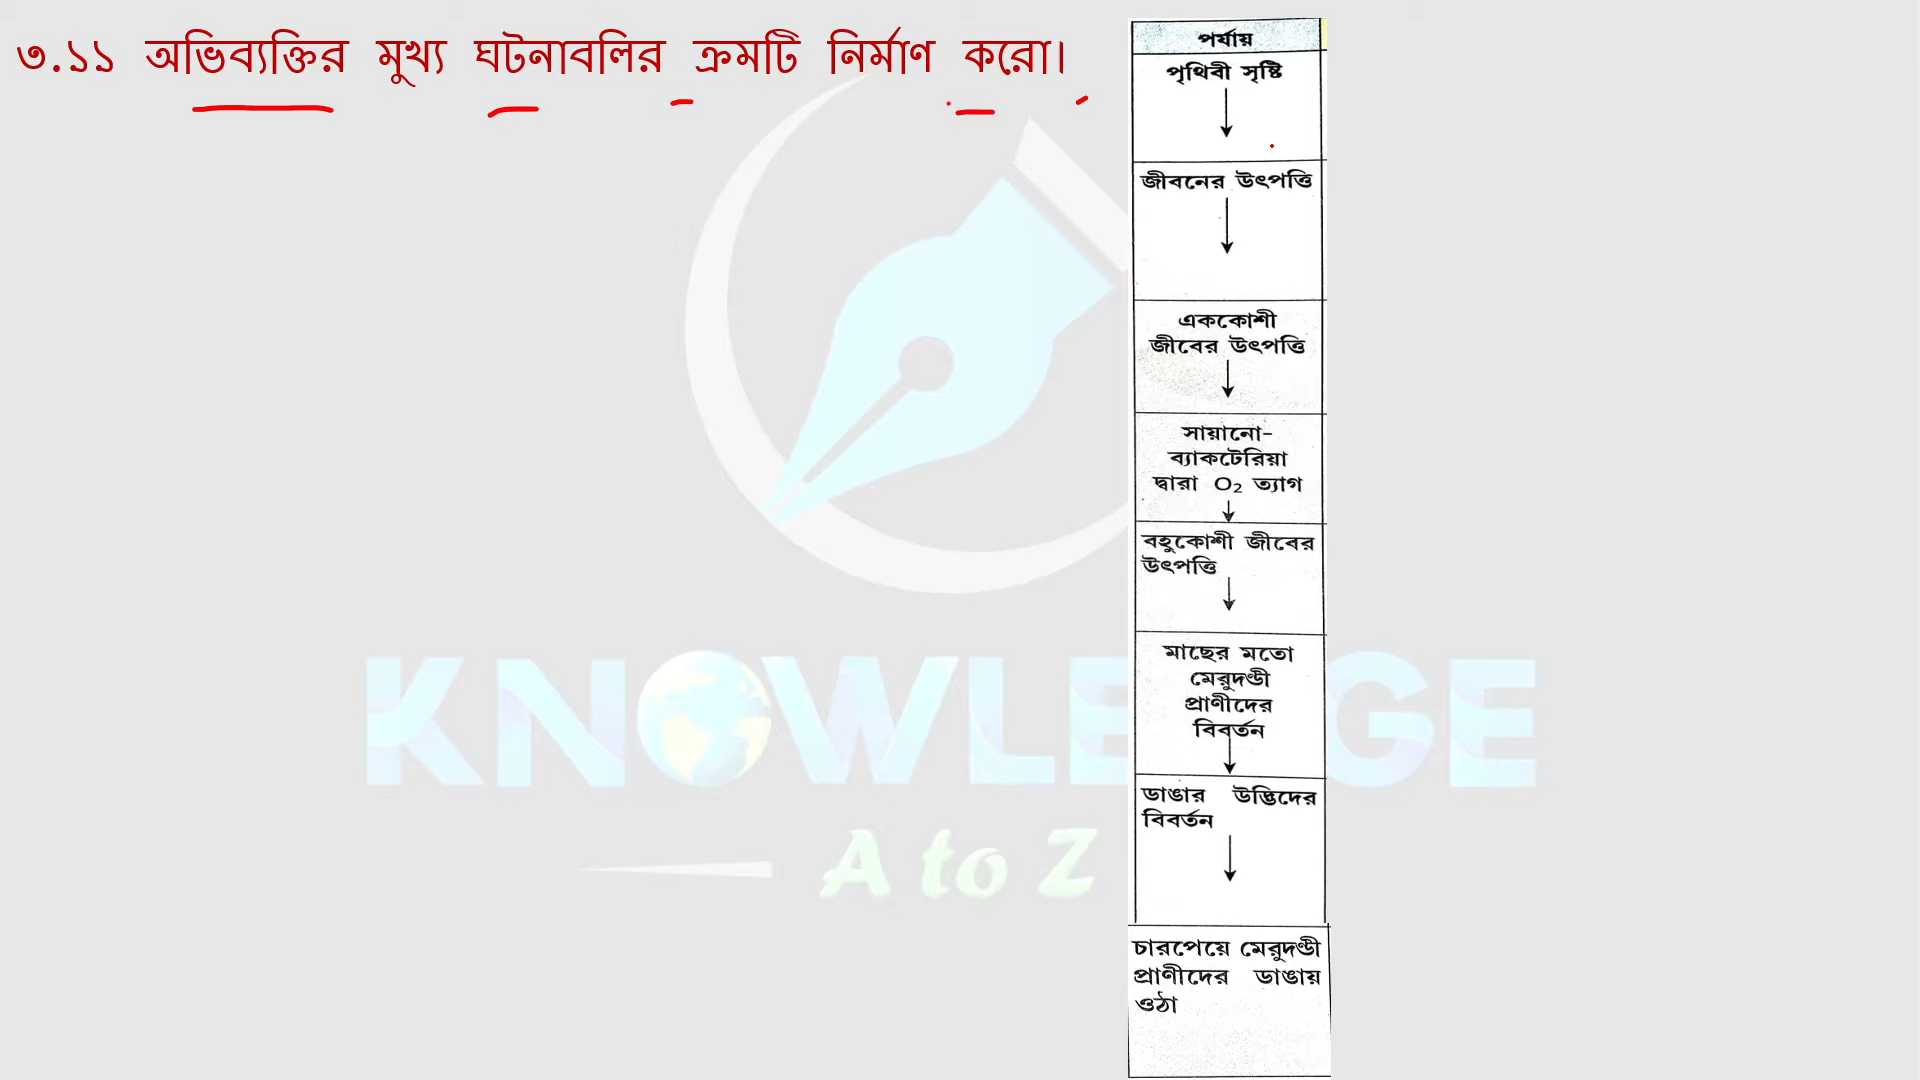 ৩.১১ অভিব্যক্তির মুখ্য ঘটনাবলির ক্রমটি নির্মাণ করো।
পর্যায়
পৃথিবী সৃষ্টি
জীবনের উৎপত্তি
এককোশী
জীবের উৎপত্তি
সায়ানো-
ব্যাকটেরিয়া
দ্বারা O₂ ত্যাগ
বহুকোশী জীবের
উৎপত্তি
মাছের মতো
মেরুদণ্ডী
প্রাণীদের
বিবর্তন
ডাঙার উদ্ভিদের
বিবর্তন
চারপেয়ে মেরুদণ্ডী
প্রাণীদের ডাঙায়
ওঠা
KNOWLEDGE
A to Z